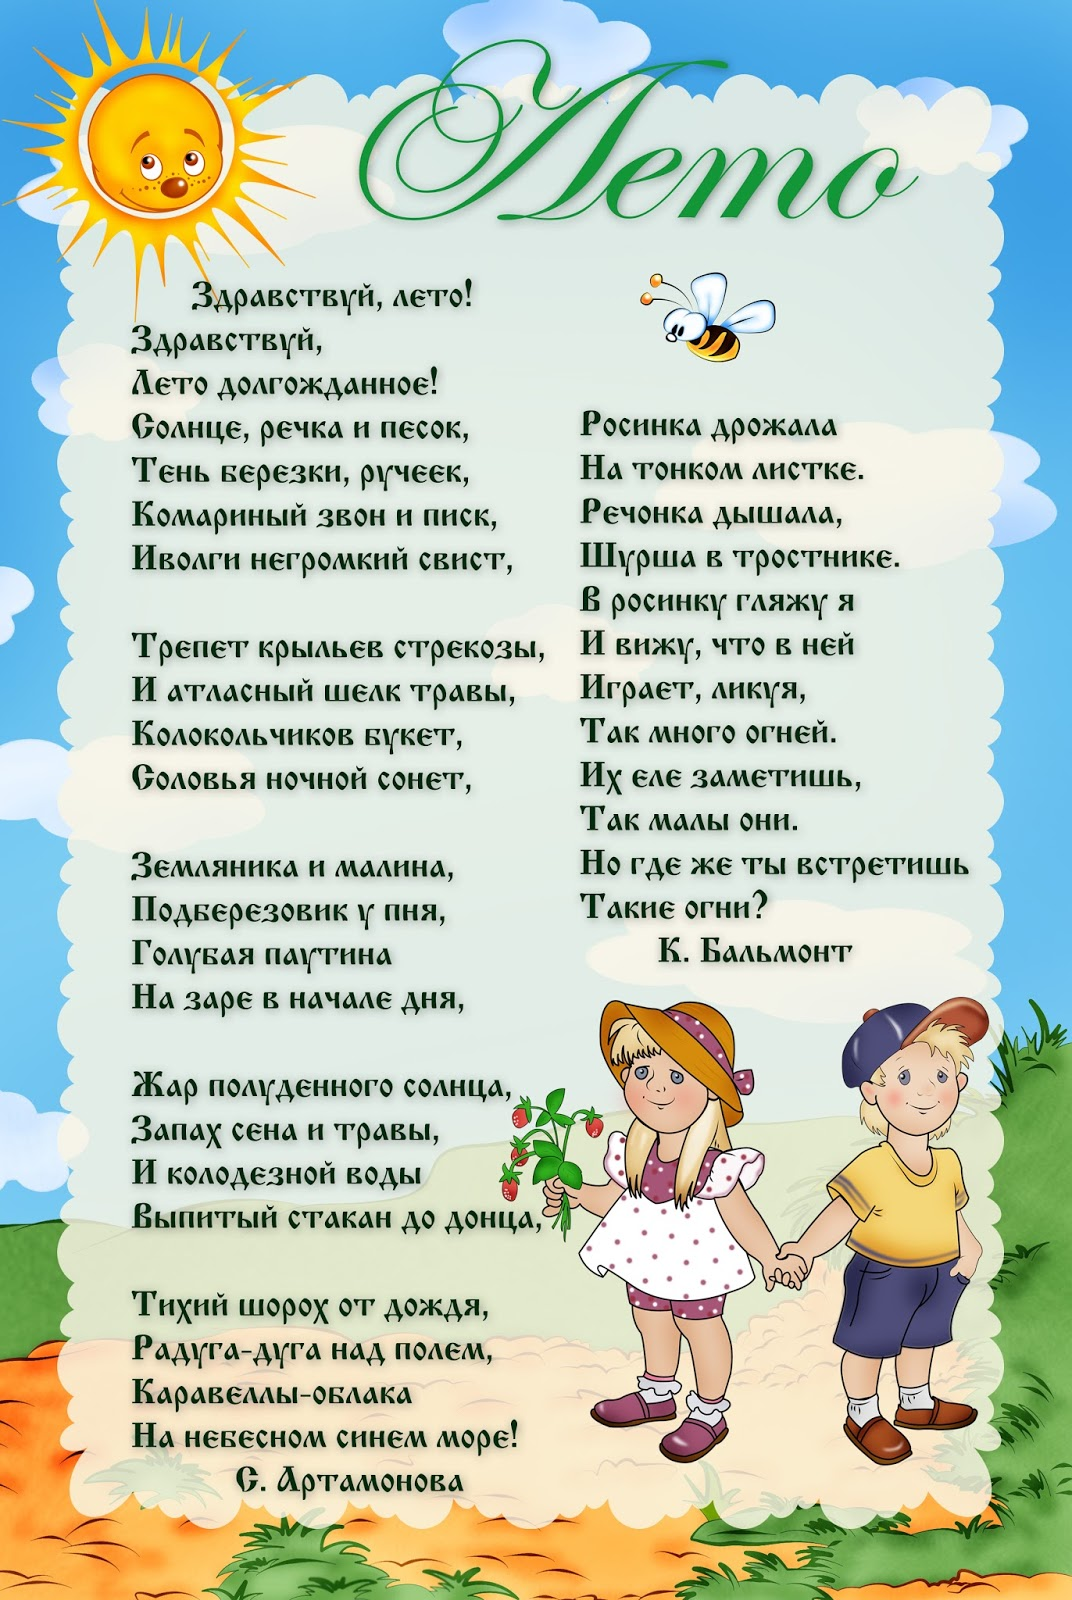 Лето
Здравствуй, лето!
Здравствуй,
Лето долгожданное!
Солнце, речка и песок,
Тень березки, ручеек,
Комариный звон и писк,
Иволги негромкий свист,
Трепет крыльев стрекозы,
И атласный шелк травы,
Колокольчиков букет,
Соловья ночной сонет,
Земляника и малина,
Подберезовик у пня,
Голубая паутина
На заре в начале дня,
Жар полуденного солнца,
Запах сена и травы,
И колодезной воды
Выпитый стакан до донца,
Тихий шорох от дождя,
Радуга-дуга над полем,
Каравеллы-облака
На небесном синем море!
С. Артамонова
Росинка дрожала
На тонком листке.
Речонка дышала,
Шурша в тростнике.
В росинку гляжу я
И вижу, что в ней
Играет, ликуя,
Так много огней.
Их еле заметишь,
Так малы они.
Но где же ты встретишь
Такие огни?
К. Бальмонт